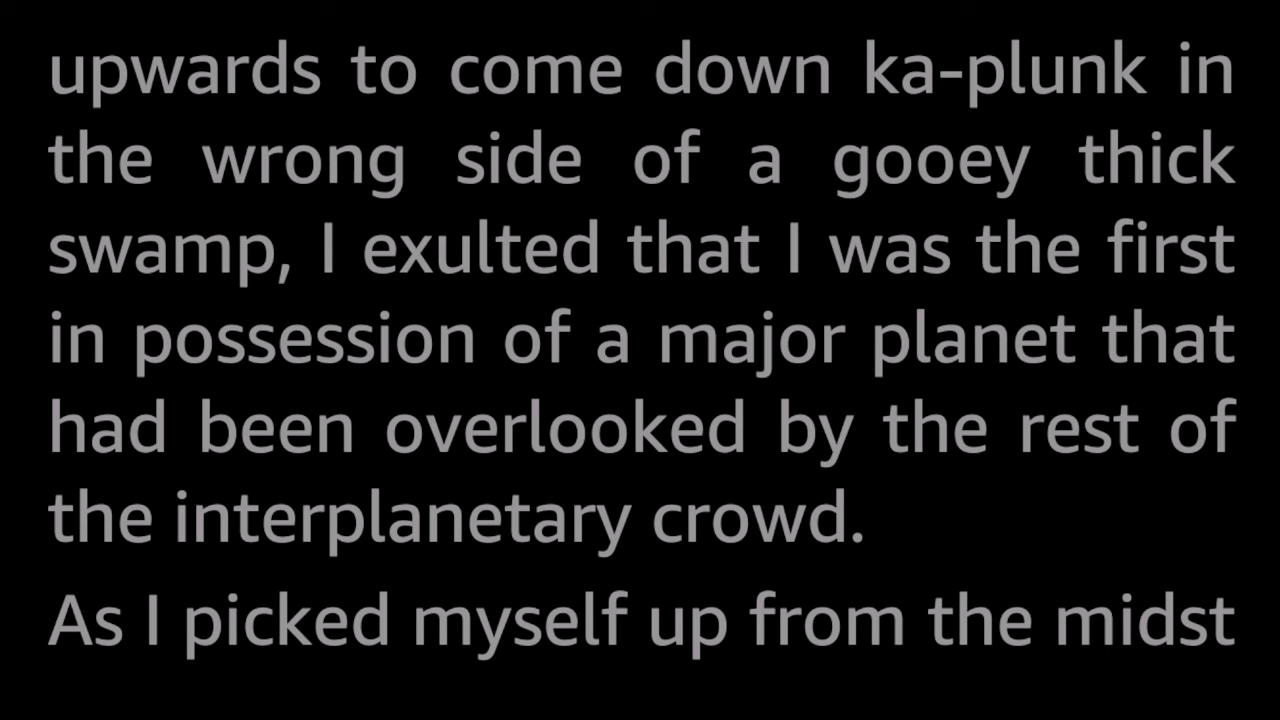 upwards to come down ka-plunk in
the wrong side of a gooey thick
swamp, I exulted that I was the first
in possession of a major planet that
had been overlooked by the rest of
the interplanetary crowd.
As I picked myself up from the midst